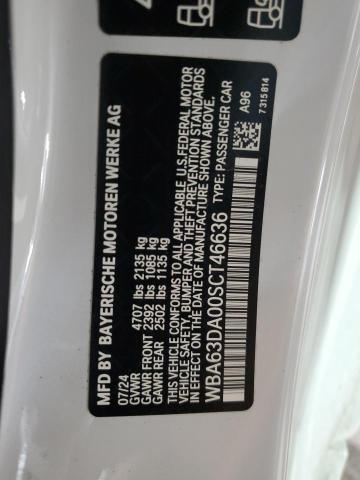 MFD BY BAYERISCHE MOTOREN WERKE AG
07/24
GVWR 4707 lbs 2135 kg
GAWR FRONT 2392 lbs 1085 kg
GAWR REAR 2502 lbs 1135 kg
THIS VEHICLE CONFORMS TO ALL APPLICABLE U.S. FEDERAL MOTOR
VEHICLE SAFETY, BUMPER AND THEFT PREVENTION STANDARDS
IN EFFECT ON THE DATE OF MANUFACTURE SHOWN ABOVE.
WBA63DA00SCT46636 TYPE: PASSENGER CAR
A96
7 315 814